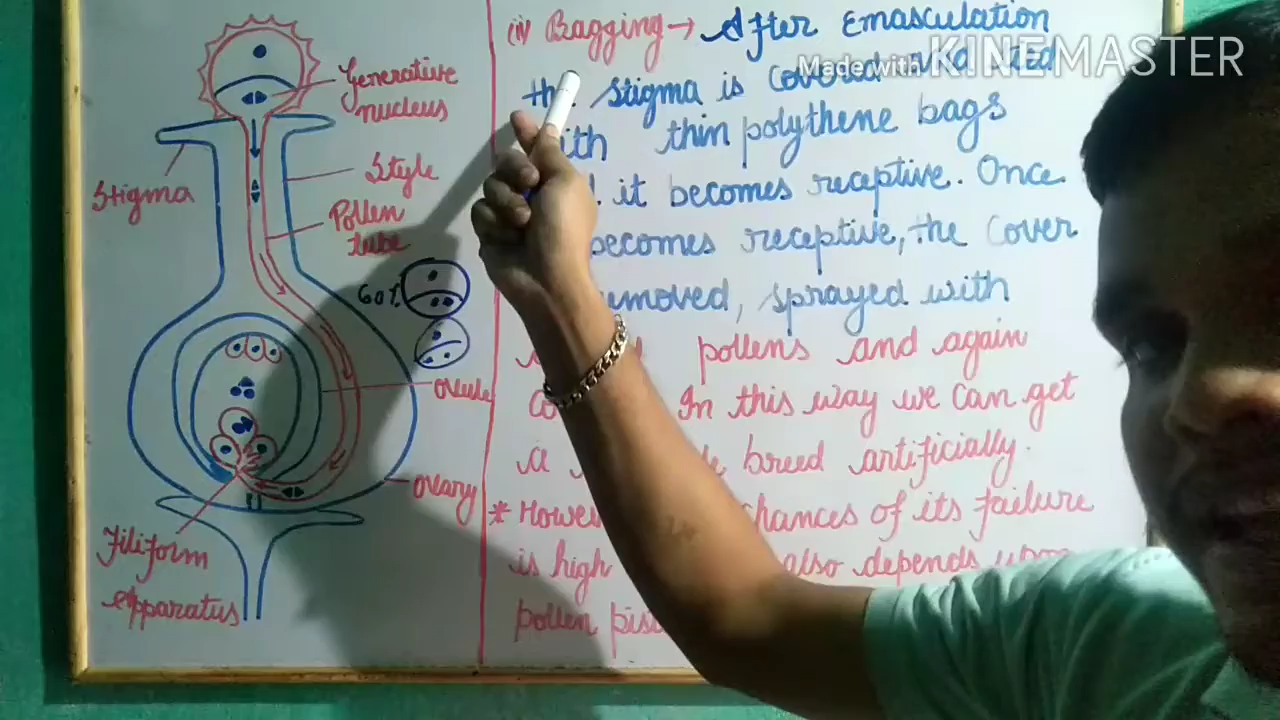 Generative
nucleus
Stigma
Style
Pollen
tube
60%
ovule
ovary
Filiform
Apparatus
(ii) Bagging → After Emasculation
the stigma is covered and
with thin polythene bags
it becomes receptive. Once
becomes receptive, the cover
removed, sprayed with
pollens and again
In this way we can get
a breed artificially.
* However chances of its failure
is high also depends upon
pollen
Made with KINEMASTER